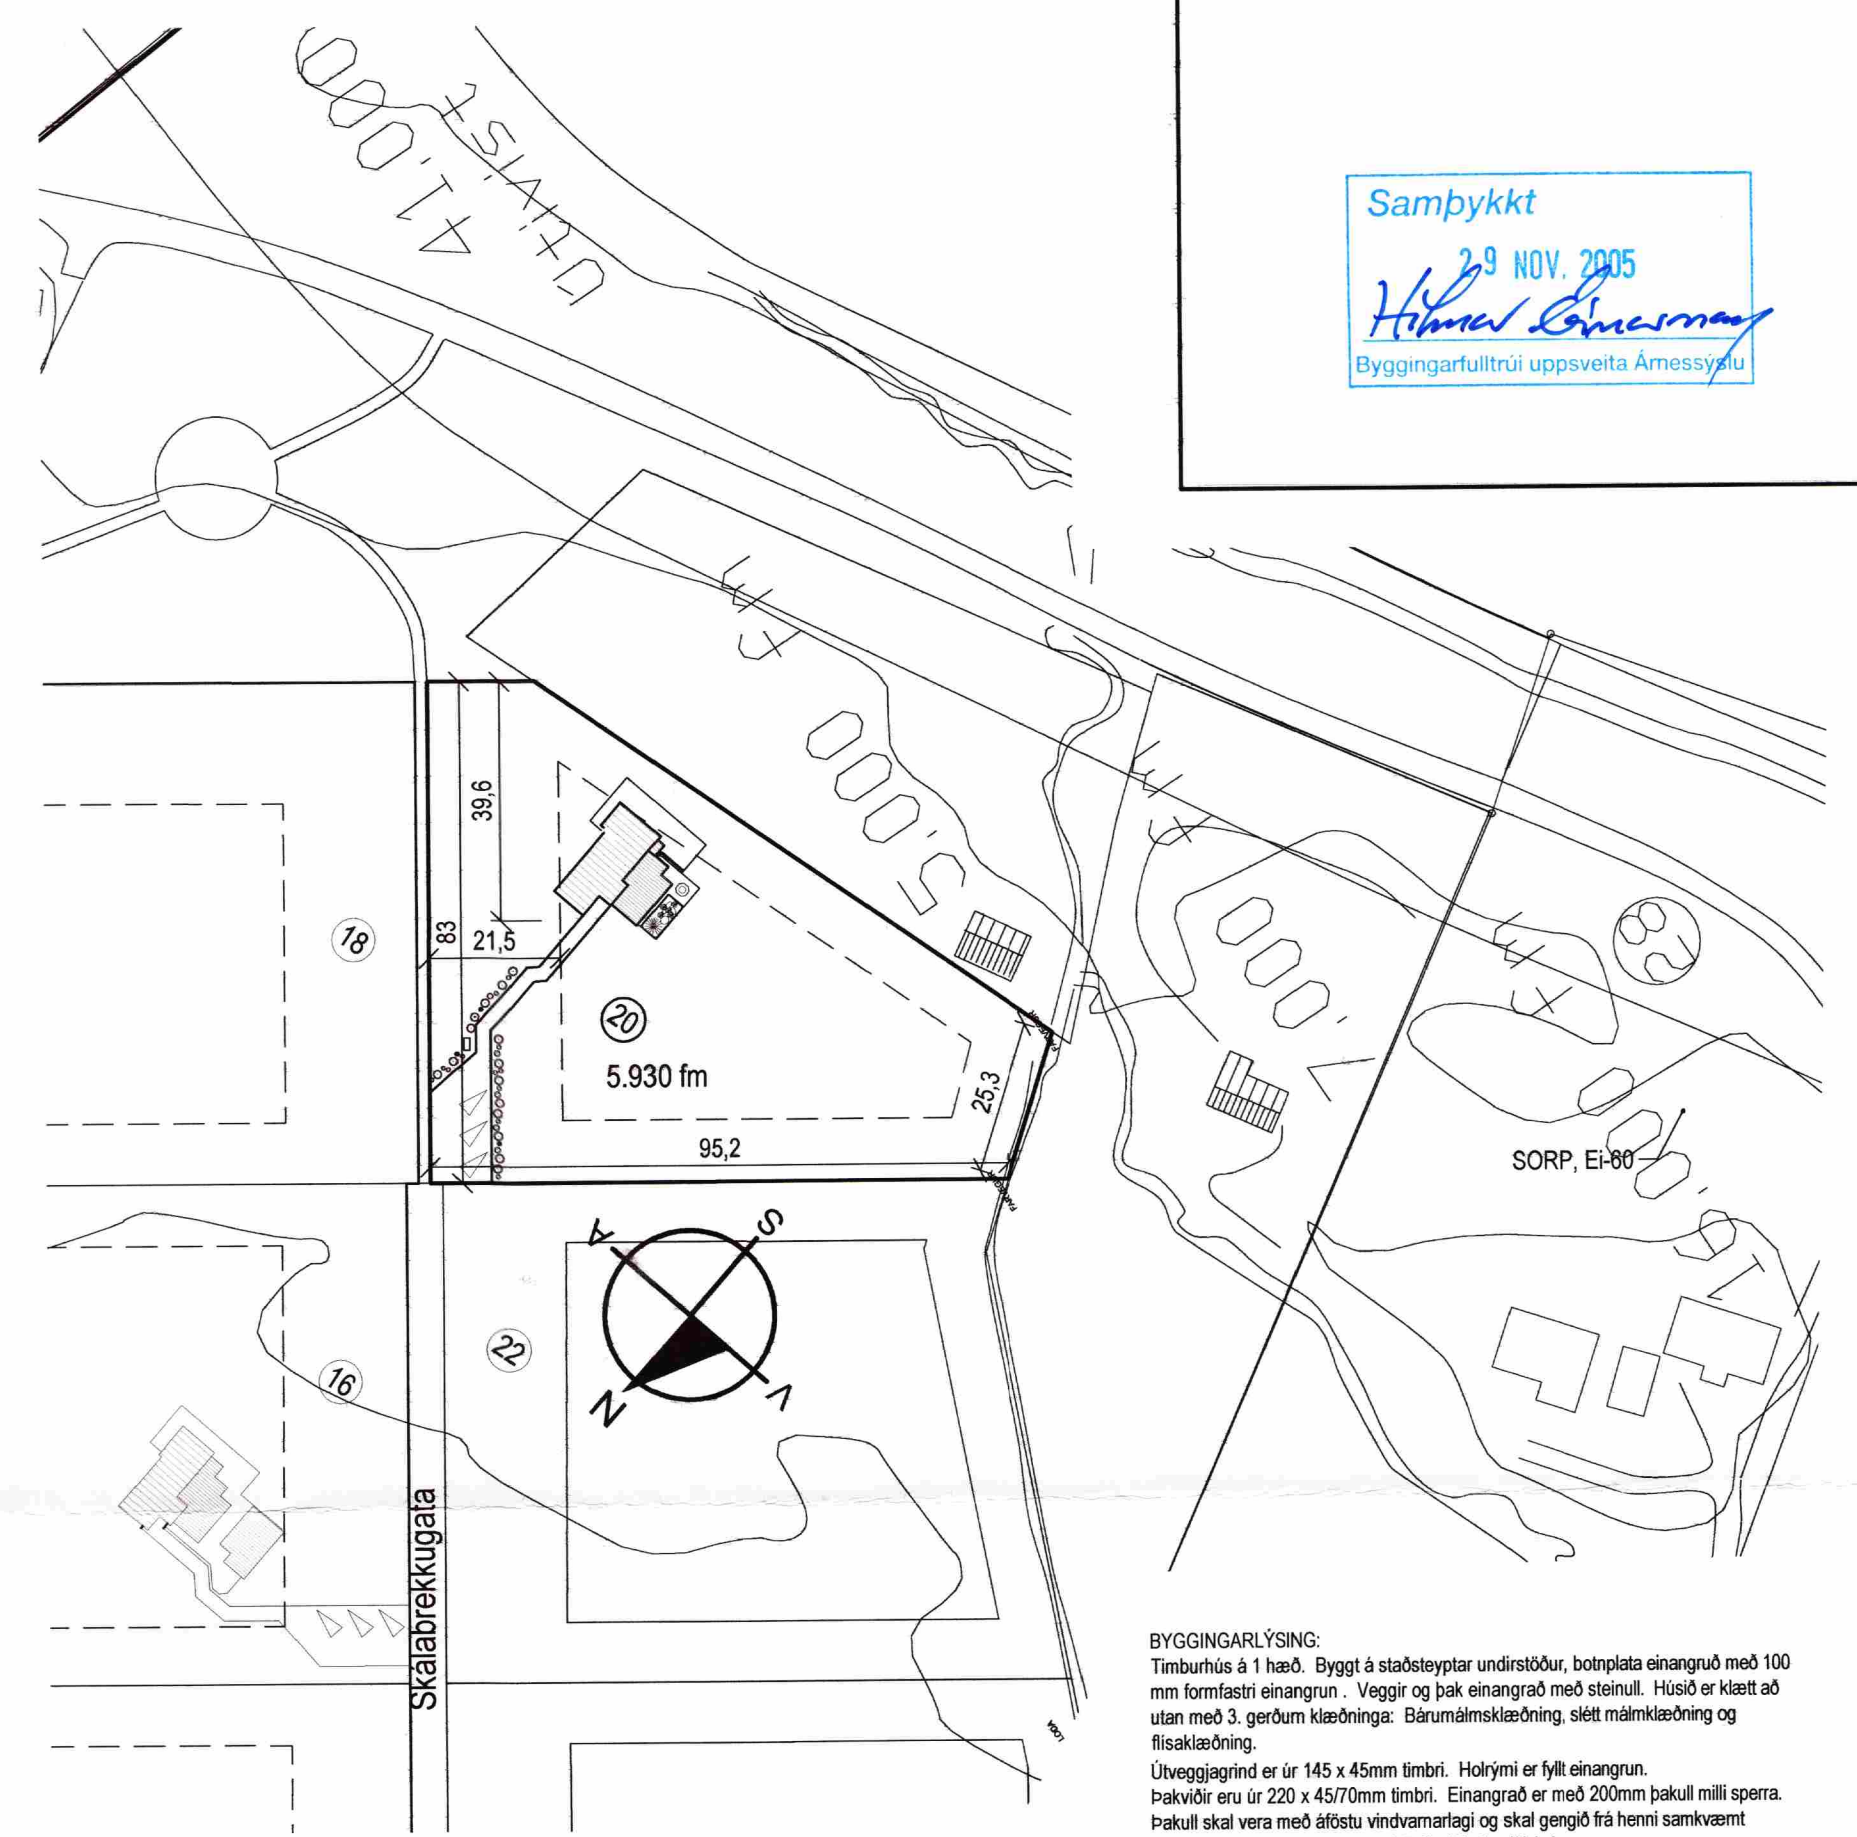 Samþykkt
29 NOV. 2005
Byggingarfulltrúi uppsveita Árnessýslu
41.000
ÚTIVIST
5.000
39,6
83
21,5
18
20
5.930 fm
25,3
95,2
FARVEGUR
FARVEGUR
SORP, Ei-60
A
S
N
V
22
16
Skálabrekkugata
BYGGINGARLÝSING:
Timburhús á 1 hæð. Byggt á staðsteyptar undirstöður, botnplata einangruð með 100
mm formfastri einangrun . Veggir og þak einangrað með steinull. Húsið er klætt að
utan með 3. gerðum klæðninga: Bárumálmsklæðning, slétt málmklæðning og
flísaklæðning.
Útveggjagrind er úr 145 x 45mm timbri. Holrými er fyllt einangrun.
Þakviðir eru úr 220 x 45/70mm timbri. Einangrað er með 200mm þakull milli sperra.
Þakull skal vera með áföstu vindvarnarlagi og skal gengið frá henni samkvæmt